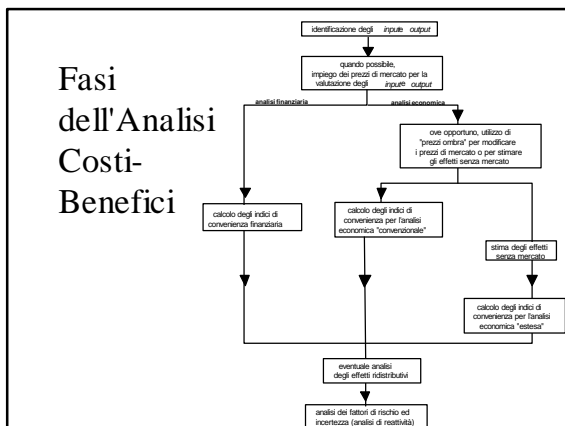 identificazione degli inpute output
Fasi
dell'Analisi
Costi-
Benefici
quando possibile,
impiego dei prezzi di mercato per la
valutazione degli inpute output
analisi finanziaria
analisi economica
ove opportuno, utilizzo di
"prezzi ombra" per modificare
i prezzi di mercato o per stimare
gli effetti senza mercato
calcolo degli indici di
convenienza finanziaria
calcolo degli indici di
convenienza per l'analisi
economica "convenzionale"
stima degli effetti
senza mercato
calcolo degli indici di
convenienza per l'analisi
economica "estesa"
eventuale analisi
degli effetti ridistributivi
analisi dei fattori di rischio ed
incertezza (analisi di reattività)